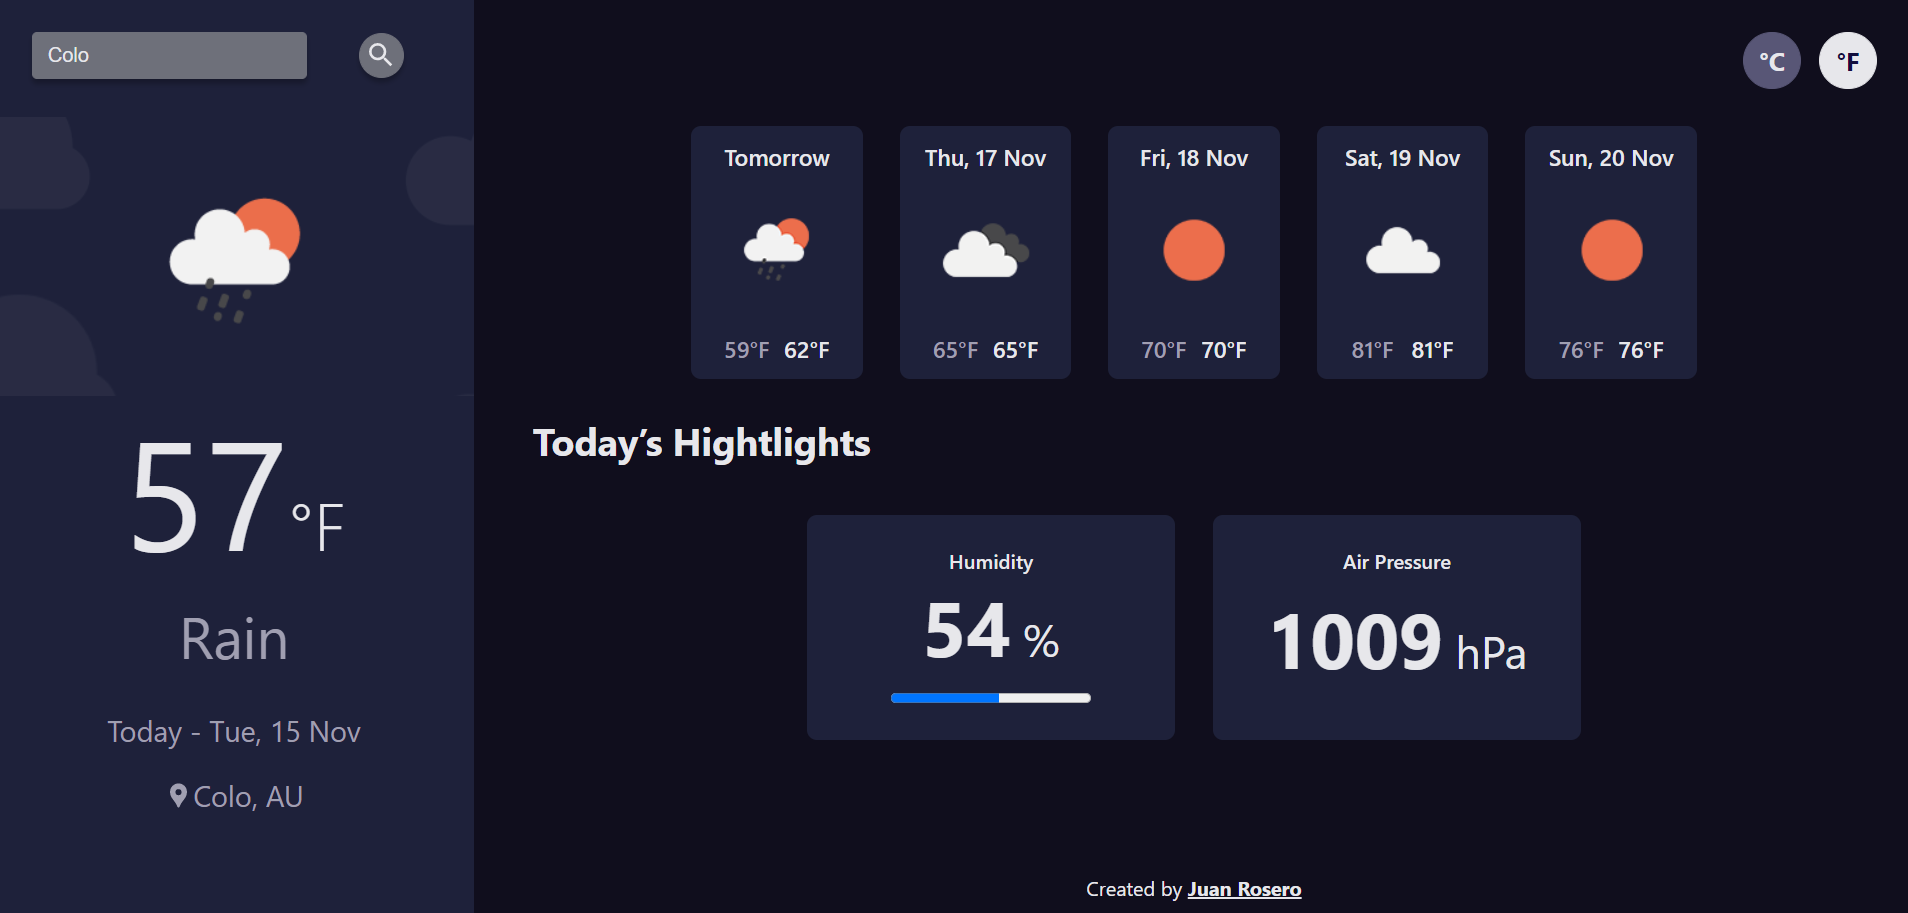 Colo
57 °F
Rain
Today - Tue, 15 Nov
Colo, AU
°C °F
Tomorrow
59°F 62°F
Thu, 17 Nov
65°F 65°F
Fri, 18 Nov
70°F 70°F
Sat, 19 Nov
81°F 81°F
Sun, 20 Nov
76°F 76°F
Today’s Hightlights
Humidity
54 %
Air Pressure
1009 hPa
Created by Juan Rosero